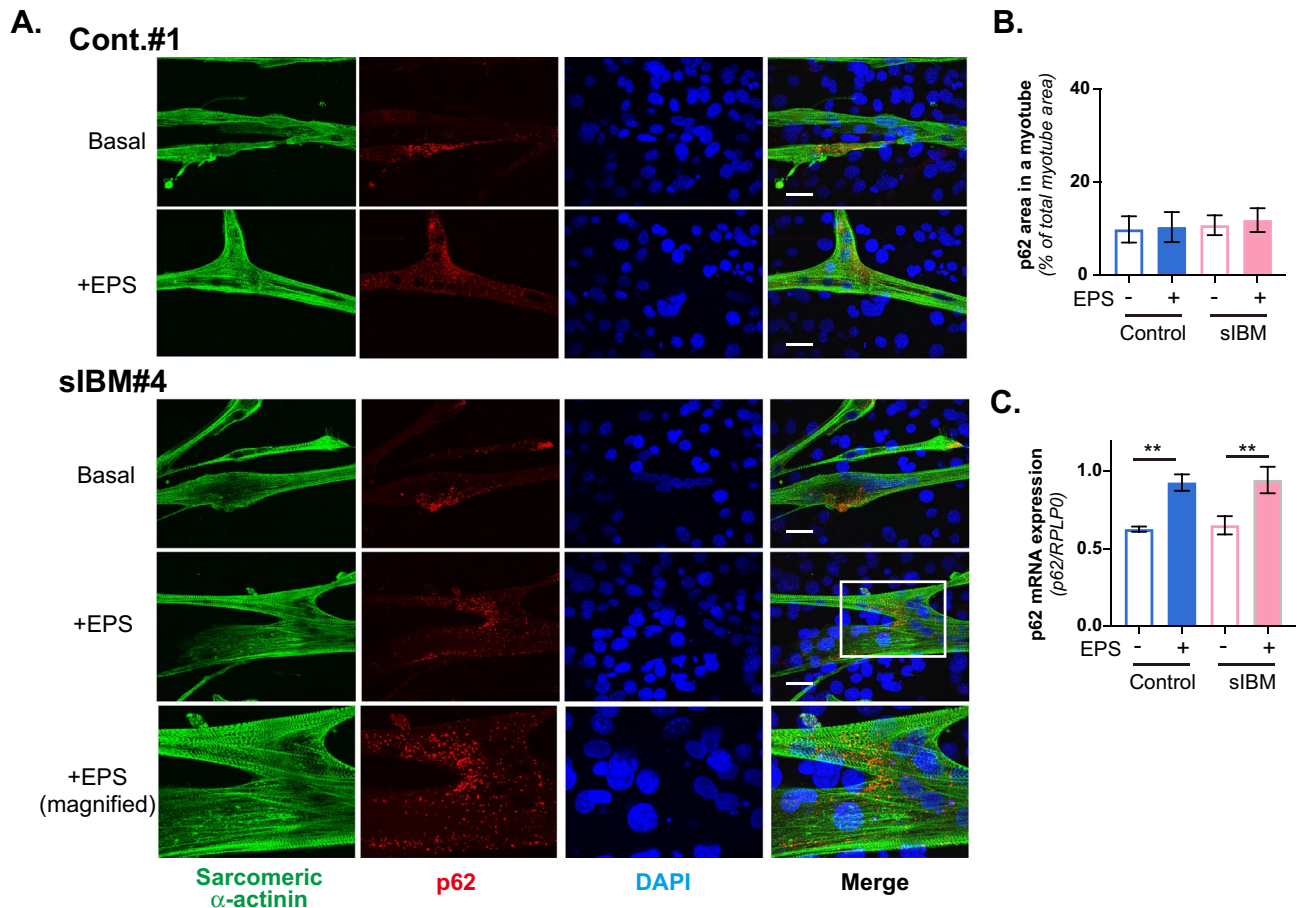 A.
Cont.#1
Basal
+EPS
sIBM#4
Basal
+EPS
+EPS
(magnified)
Sarcomeric
α-actinin
p62
DAPI
Merge
B.
p62 area in a myotube
(% of total myotube area)
40
20
0
EPS - + - +
Control sIBM
C.
p62 mRNA expression
(p62/RPLP0)
** **
1.0
0.5
0.0
EPS - + - +
Control sIBM